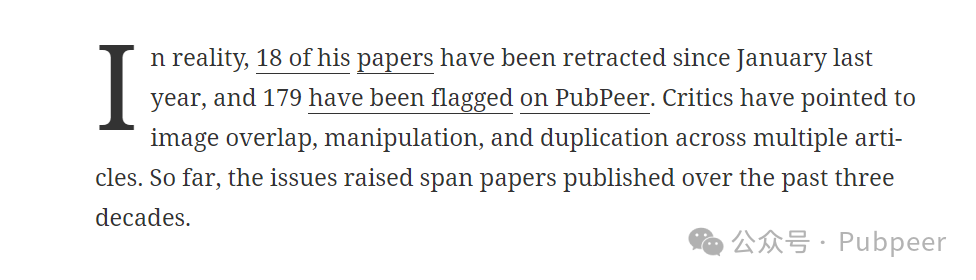 In reality, 18 of his papers have been retracted since January last
year, and 179 have been flagged on PubPeer. Critics have pointed to
image overlap, manipulation, and duplication across multiple arti-
cles. So far, the issues raised span papers published over the past three
decades.
公众号 · Pubpeer